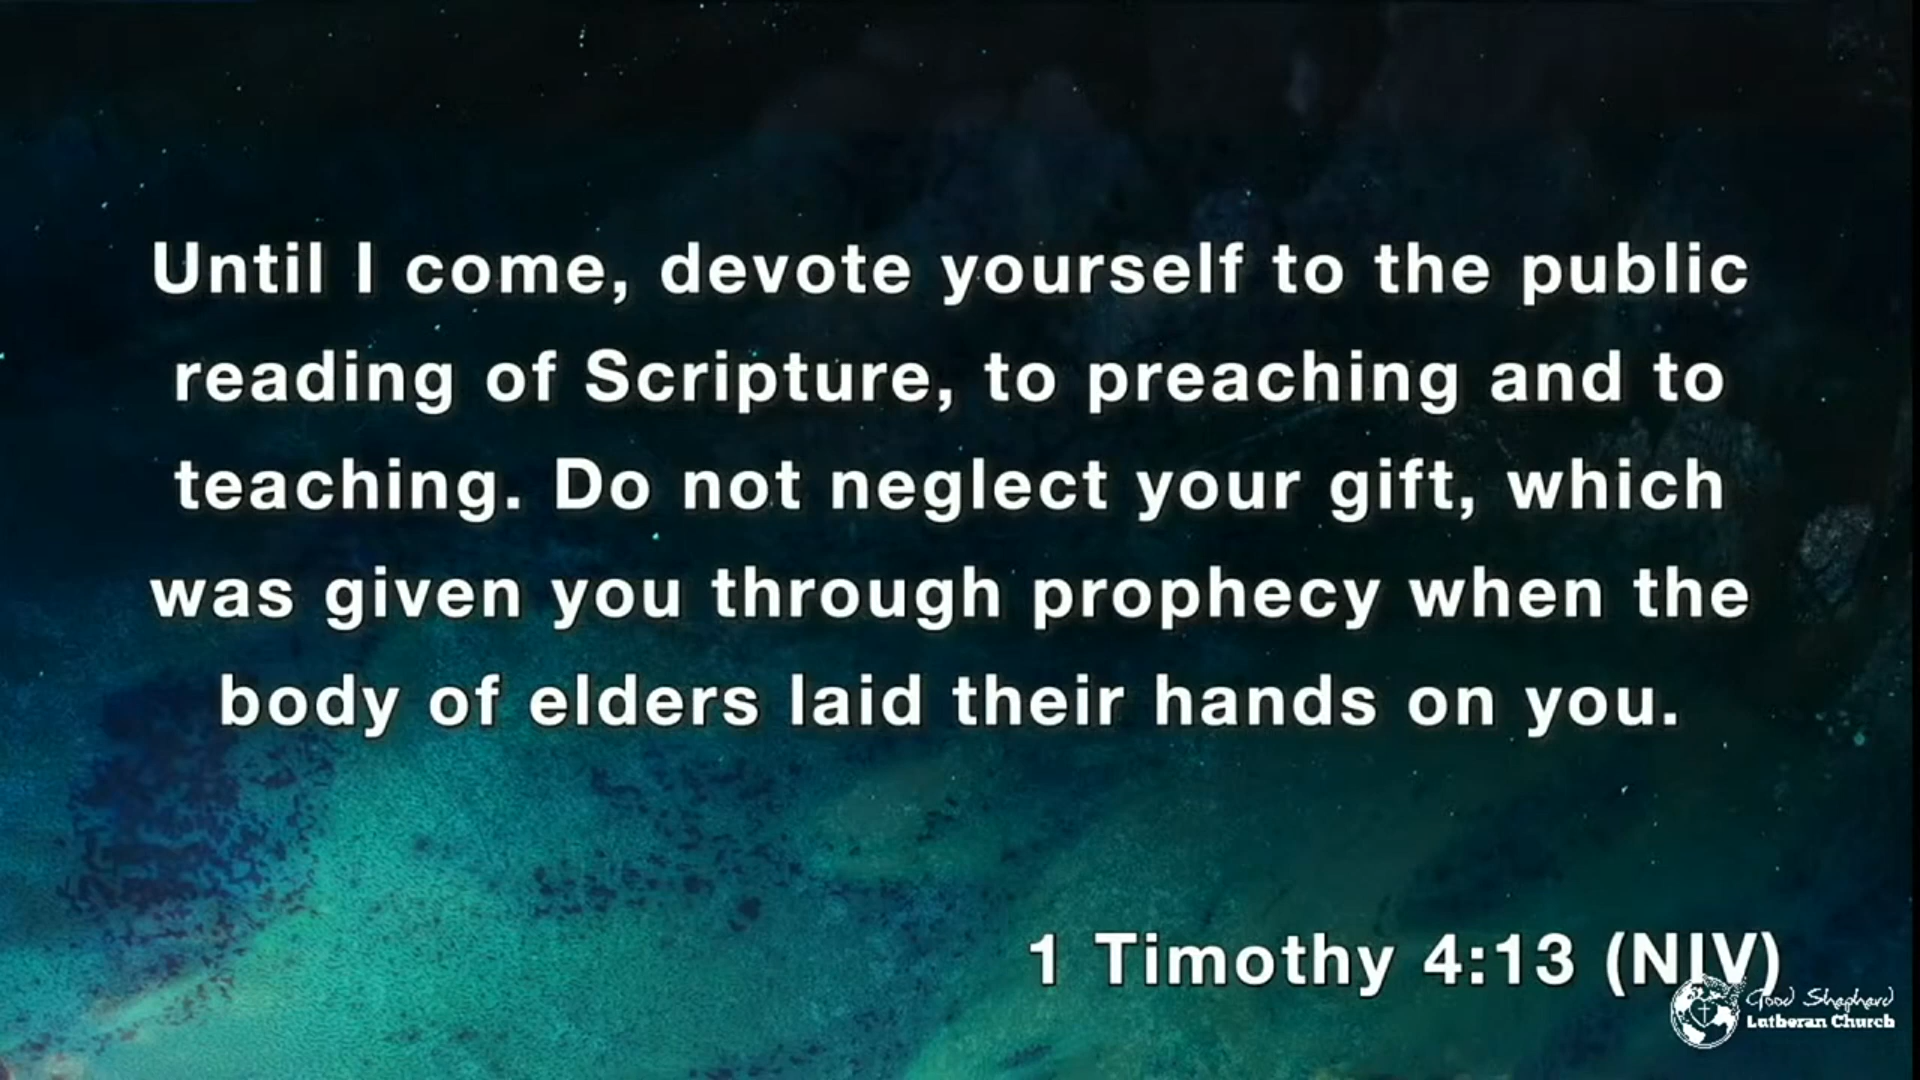 Until I come, devote yourself to the public
reading of Scripture, to preaching and to
teaching. Do not neglect your gift, which
was given you through prophecy when the
body of elders laid their hands on you.
1 Timothy 4:13 (NIV)
Good Shepherd
Lutheran Church